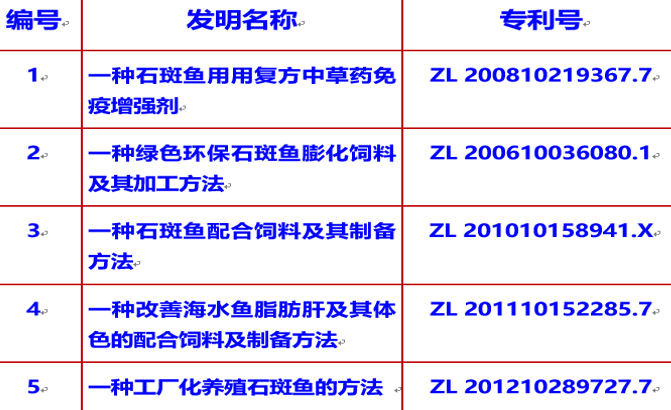 编号 发明名称 专利号
1 一种石斑鱼用用复方中草药免 ZL 200810219367.7
疫增强剂
2 一种绿色环保石斑鱼膨化饲料 ZL 200610036080.1
及其加工方法
3 一种石斑鱼配合饲料及其制备 ZL 201010158941.X
方法
4 一种改善海水鱼脂肪肝及其体 ZL 201110152285.7
色的配合饲料及制备方法
5 一种工厂化养殖石斑鱼的方法 ZL 201210289727.7